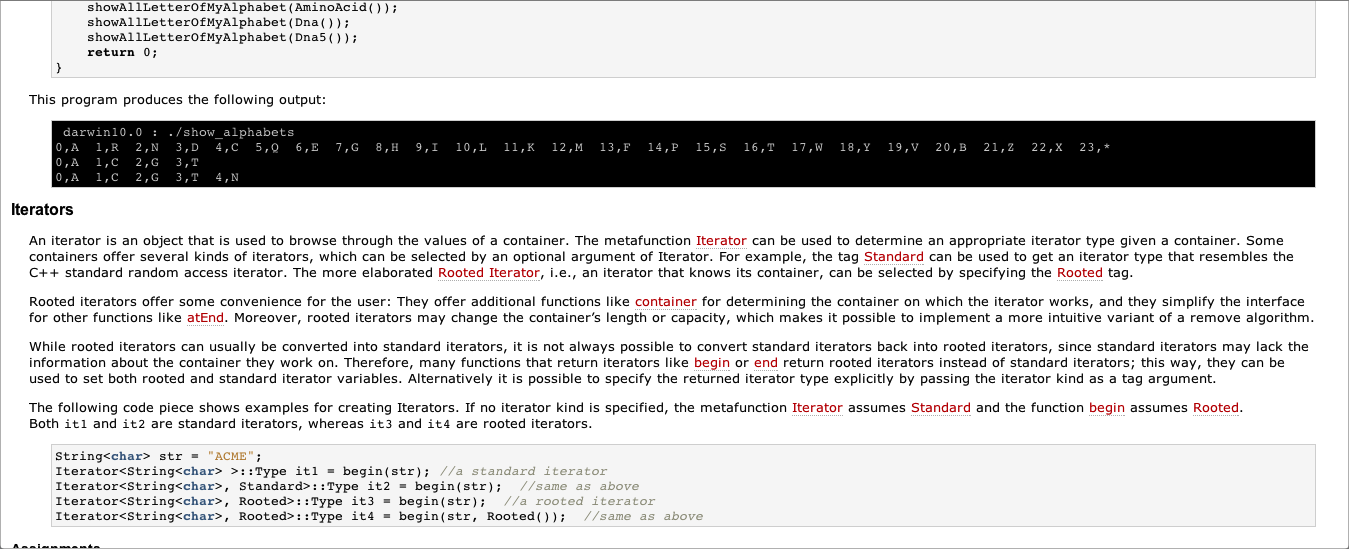 showAllLetterOfMyAlphabet(AminoAcid());
showAllLetterOfMyAlphabet(Dna());
showAllLetterOfMyAlphabet(Dna5());
return 0;
}
This program produces the following output:
darwin10.0 : ./show_alphabets
0,A  1,R  2,N  3,D  4,C  5,Q  6,E  7,G  8,H  9,I  10,L  11,K  12,M  13,F  14,P  15,S  16,T  17,W  18,Y  19,V  20,B  21,Z  22,X  23,*
0,A  1,C  2,G  3,T
0,A  1,C  2,G  3,T  4,N
Iterators
An iterator is an object that is used to browse through the values of a container. The metafunction Iterator can be used to determine an appropriate iterator type given a container. Some
containers offer several kinds of iterators, which can be selected by an optional argument of Iterator. For example, the tag Standard can be used to get an iterator type that resembles the
C++ standard random access iterator. The more elaborated Rooted Iterator, i.e., an iterator that knows its container, can be selected by specifying the Rooted tag.
Rooted iterators offer some convenience for the user: They offer additional functions like container for determining the container on which the iterator works, and they simplify the interface
for other functions like atEnd. Moreover, rooted iterators may change the container’s length or capacity, which makes it possible to implement a more intuitive variant of a remove algorithm.
While rooted iterators can usually be converted into standard iterators, it is not always possible to convert standard iterators back into rooted iterators, since standard iterators may lack the
information about the container they work on. Therefore, many functions that return iterators like begin or end return rooted iterators instead of standard iterators; this way, they can be
used to set both rooted and standard iterator variables. Alternatively it is possible to specify the returned iterator type explicitly by passing the iterator kind as a tag argument.
The following code piece shows examples for creating Iterators. If no iterator kind is specified, the metafunction Iterator assumes Standard and the function begin assumes Rooted.
Both it1 and it2 are standard iterators, whereas it3 and it4 are rooted iterators.
String<char> str = "ACME";
Iterator<String<char> >::Type it1 = begin(str); //a standard iterator
Iterator<String<char>, Standard>::Type it2 = begin(str);  //same as above
Iterator<String<char>, Rooted>::Type it3 = begin(str);  //a rooted iterator
Iterator<String<char>, Rooted>::Type it4 = begin(str, Rooted());  //same as above
Assignments